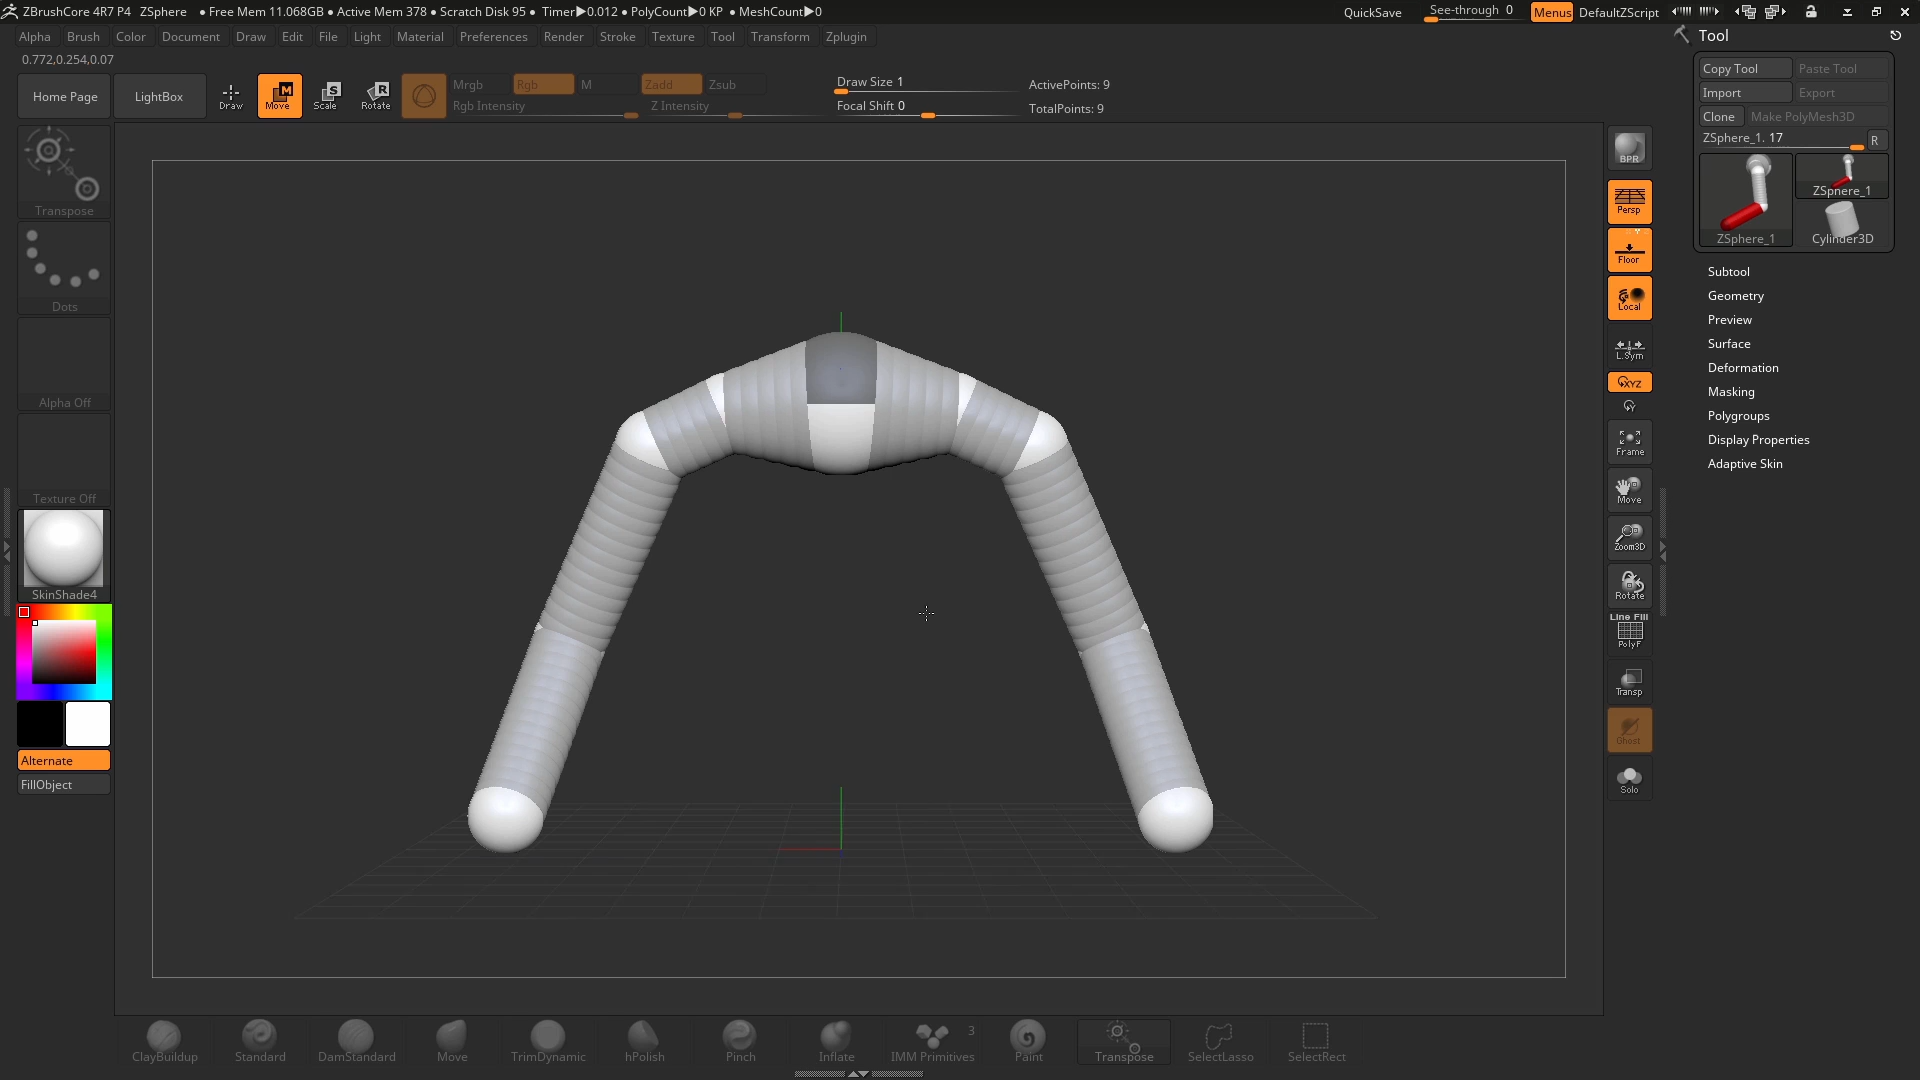 ZBrushCore 4R7 P4 ZSphere • Free Mem 11.068GB • Active Mem 378 • Scratch Disk 95 • Timer▶0.012 • PolyCount▶0 KP • MeshCount▶0 QuickSave See-through 0 Menus DefaultZScript
Alpha Brush Color Document Draw Edit File Light Material Preferences Render Stroke Texture Tool Transform Zplugin
0.772,0.254,0.07
Home Page LightBox Draw Move Scale Rotate
M S R
Mrgb Rgb M Zadd Zsub
Rgb Intensity Z Intensity
Draw Size 1
Focal Shift 0
ActivePoints: 9
TotalPoints: 9
Transpose
Dots
Alpha Off
Texture Off
SkinShade4
Alternate
FillObject
BPR
Persp
Floor
Local
L.Sym
XYZ
Y
Frame
Move
Zoom3D
Rotate
Line Fill
PolyF
Transp
Ghost
Solo
Tool
Copy Tool Paste Tool
Import Export
Clone Make PolyMesh3D
ZSphere_1. 17 R
ZSphere_1
ZSphere_1 Cylinder3D
Subtool
Geometry
Preview
Surface
Deformation
Masking
Polygroups
Display Properties
Adaptive Skin
3
ClayBuildup Standard DamStandard Move TrimDynamic hPolish Pinch Inflate IMM Primitives Paint Transpose SelectLasso SelectRect